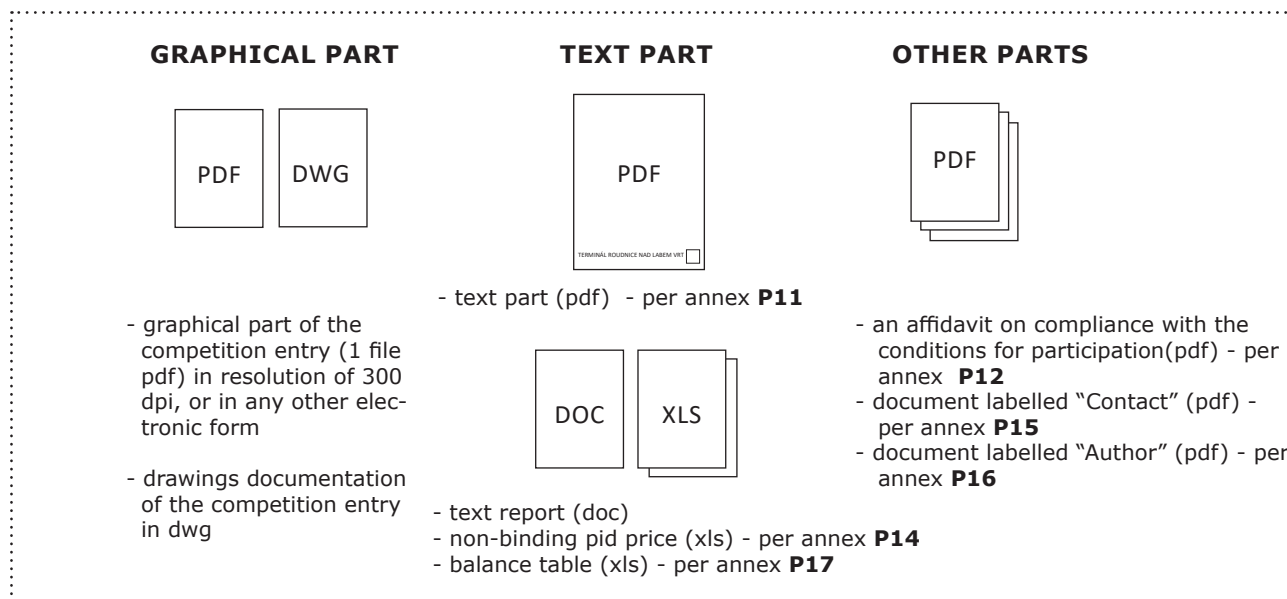 GRAPHICAL PART
PDF
DWG
- graphical part of the
competition entry (1 file
pdf) in resolution of 300
dpi, or in any other elec-
tronic form
- drawings documentation
of the competition entry
in dwg
TEXT PART
PDF
TERMINÁL ROUDNICE NAD LABEM VRT
- text part (pdf)  - per annex P11
DOC
XLS
- text report (doc)
- non-binding pid price (xls) - per annex P14
- balance table (xls) - per annex P17
OTHER PARTS
PDF
- an affidavit on compliance with the
conditions for participation(pdf) - per
annex  P12
- document labelled “Contact” (pdf) -
per annex P15
- document labelled “Author” (pdf) - per
annex P16